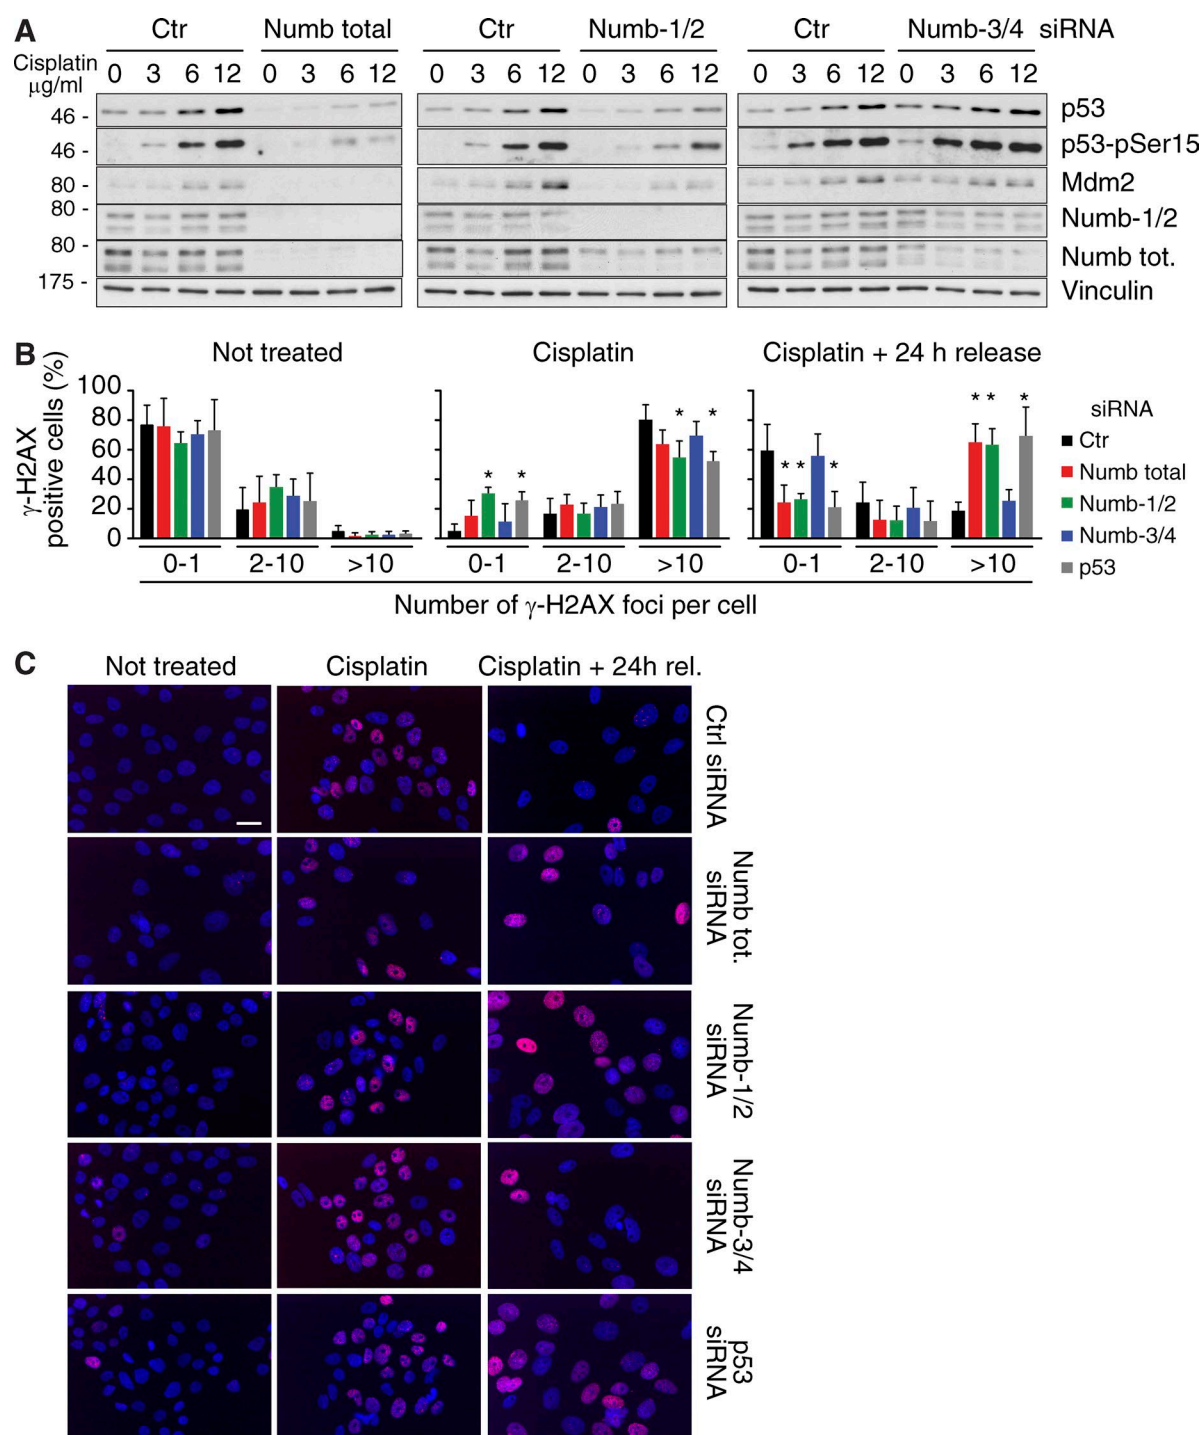 A
Ctr Numb total Ctr Numb-1/2 Ctr Numb-3/4 siRNA
Cisplatin
μg/ml
0 3 6 12 0 3 6 12 0 3 6 12 0 3 6 12 0 3 6 12 0 3 6 12
46 - p53
46 - p53-pSer15
80 - Mdm2
80 - Numb-1/2
80 - Numb tot.
175 - Vinculin
B
Not treated Cisplatin Cisplatin + 24 h release
γ-H2AX
positive cells (%)
100
80
60
40
20
0
* * * * * * * * * *
siRNA
Ctr
Numb total
Numb-1/2
Numb-3/4
p53
0-1 2-10 >10 0-1 2-10 >10 0-1 2-10 >10
Number of γ-H2AX foci per cell
C
Not treated Cisplatin Cisplatin + 24h rel.
Ctrl siRNA
Numb tot.
siRNA
Numb-1/2
siRNA
Numb-3/4
siRNA
p53
siRNA